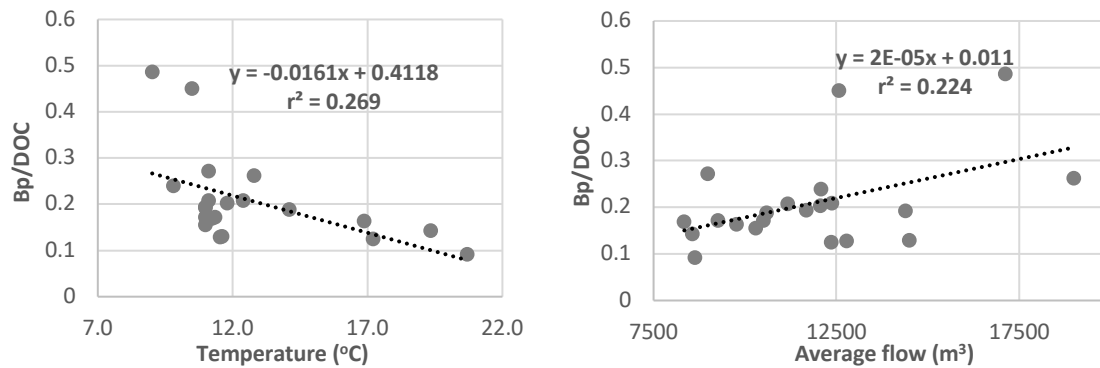 0.6
0.5
0.4
0.3
0.2
0.1
0
Bp/DOC
y = -0.0161x + 0.4118
r² = 0.269
7.0 12.0 17.0 22.0
Temperature (ºC)
0.6
0.5
0.4
0.3
0.2
0.1
0
Bp/DOC
y = 2E-05x + 0.011
r² = 0.224
7500 12500 17500
Average flow (m³)